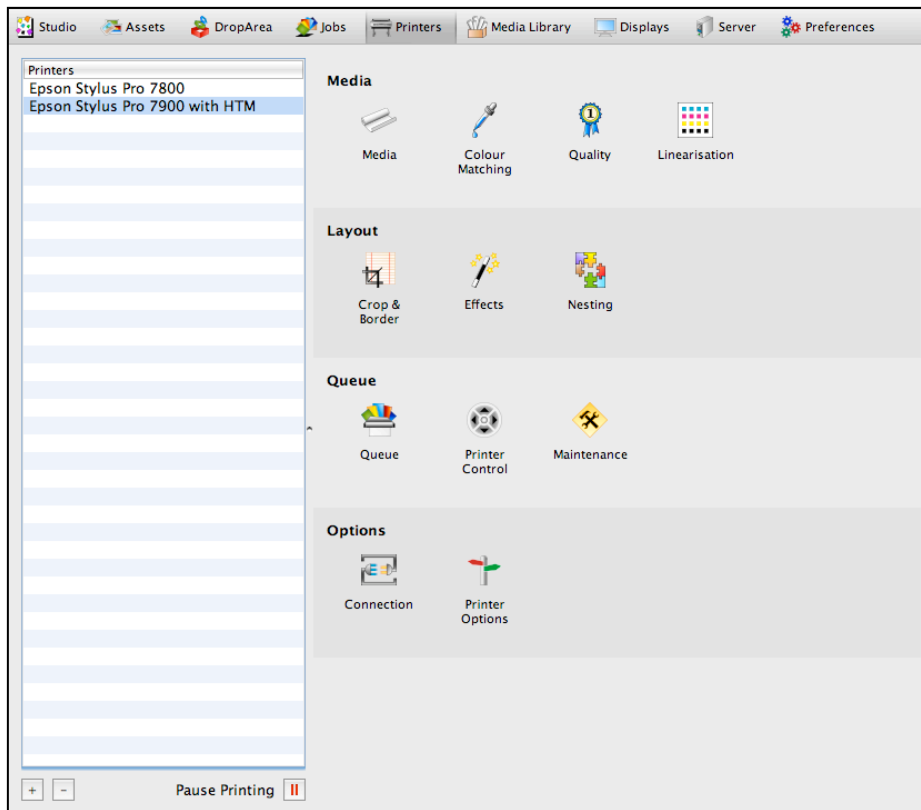 Studio Assets DropArea Jobs Printers Media Library Displays Server Preferences
Printers
Epson Stylus Pro 7800
Epson Stylus Pro 7900 with HTM
Media
Media Colour Matching Quality Linearisation
Layout
Crop & Border Effects Nesting
Queue
Queue Printer Control Maintenance
Options
Connection Printer Options
+ - Pause Printing